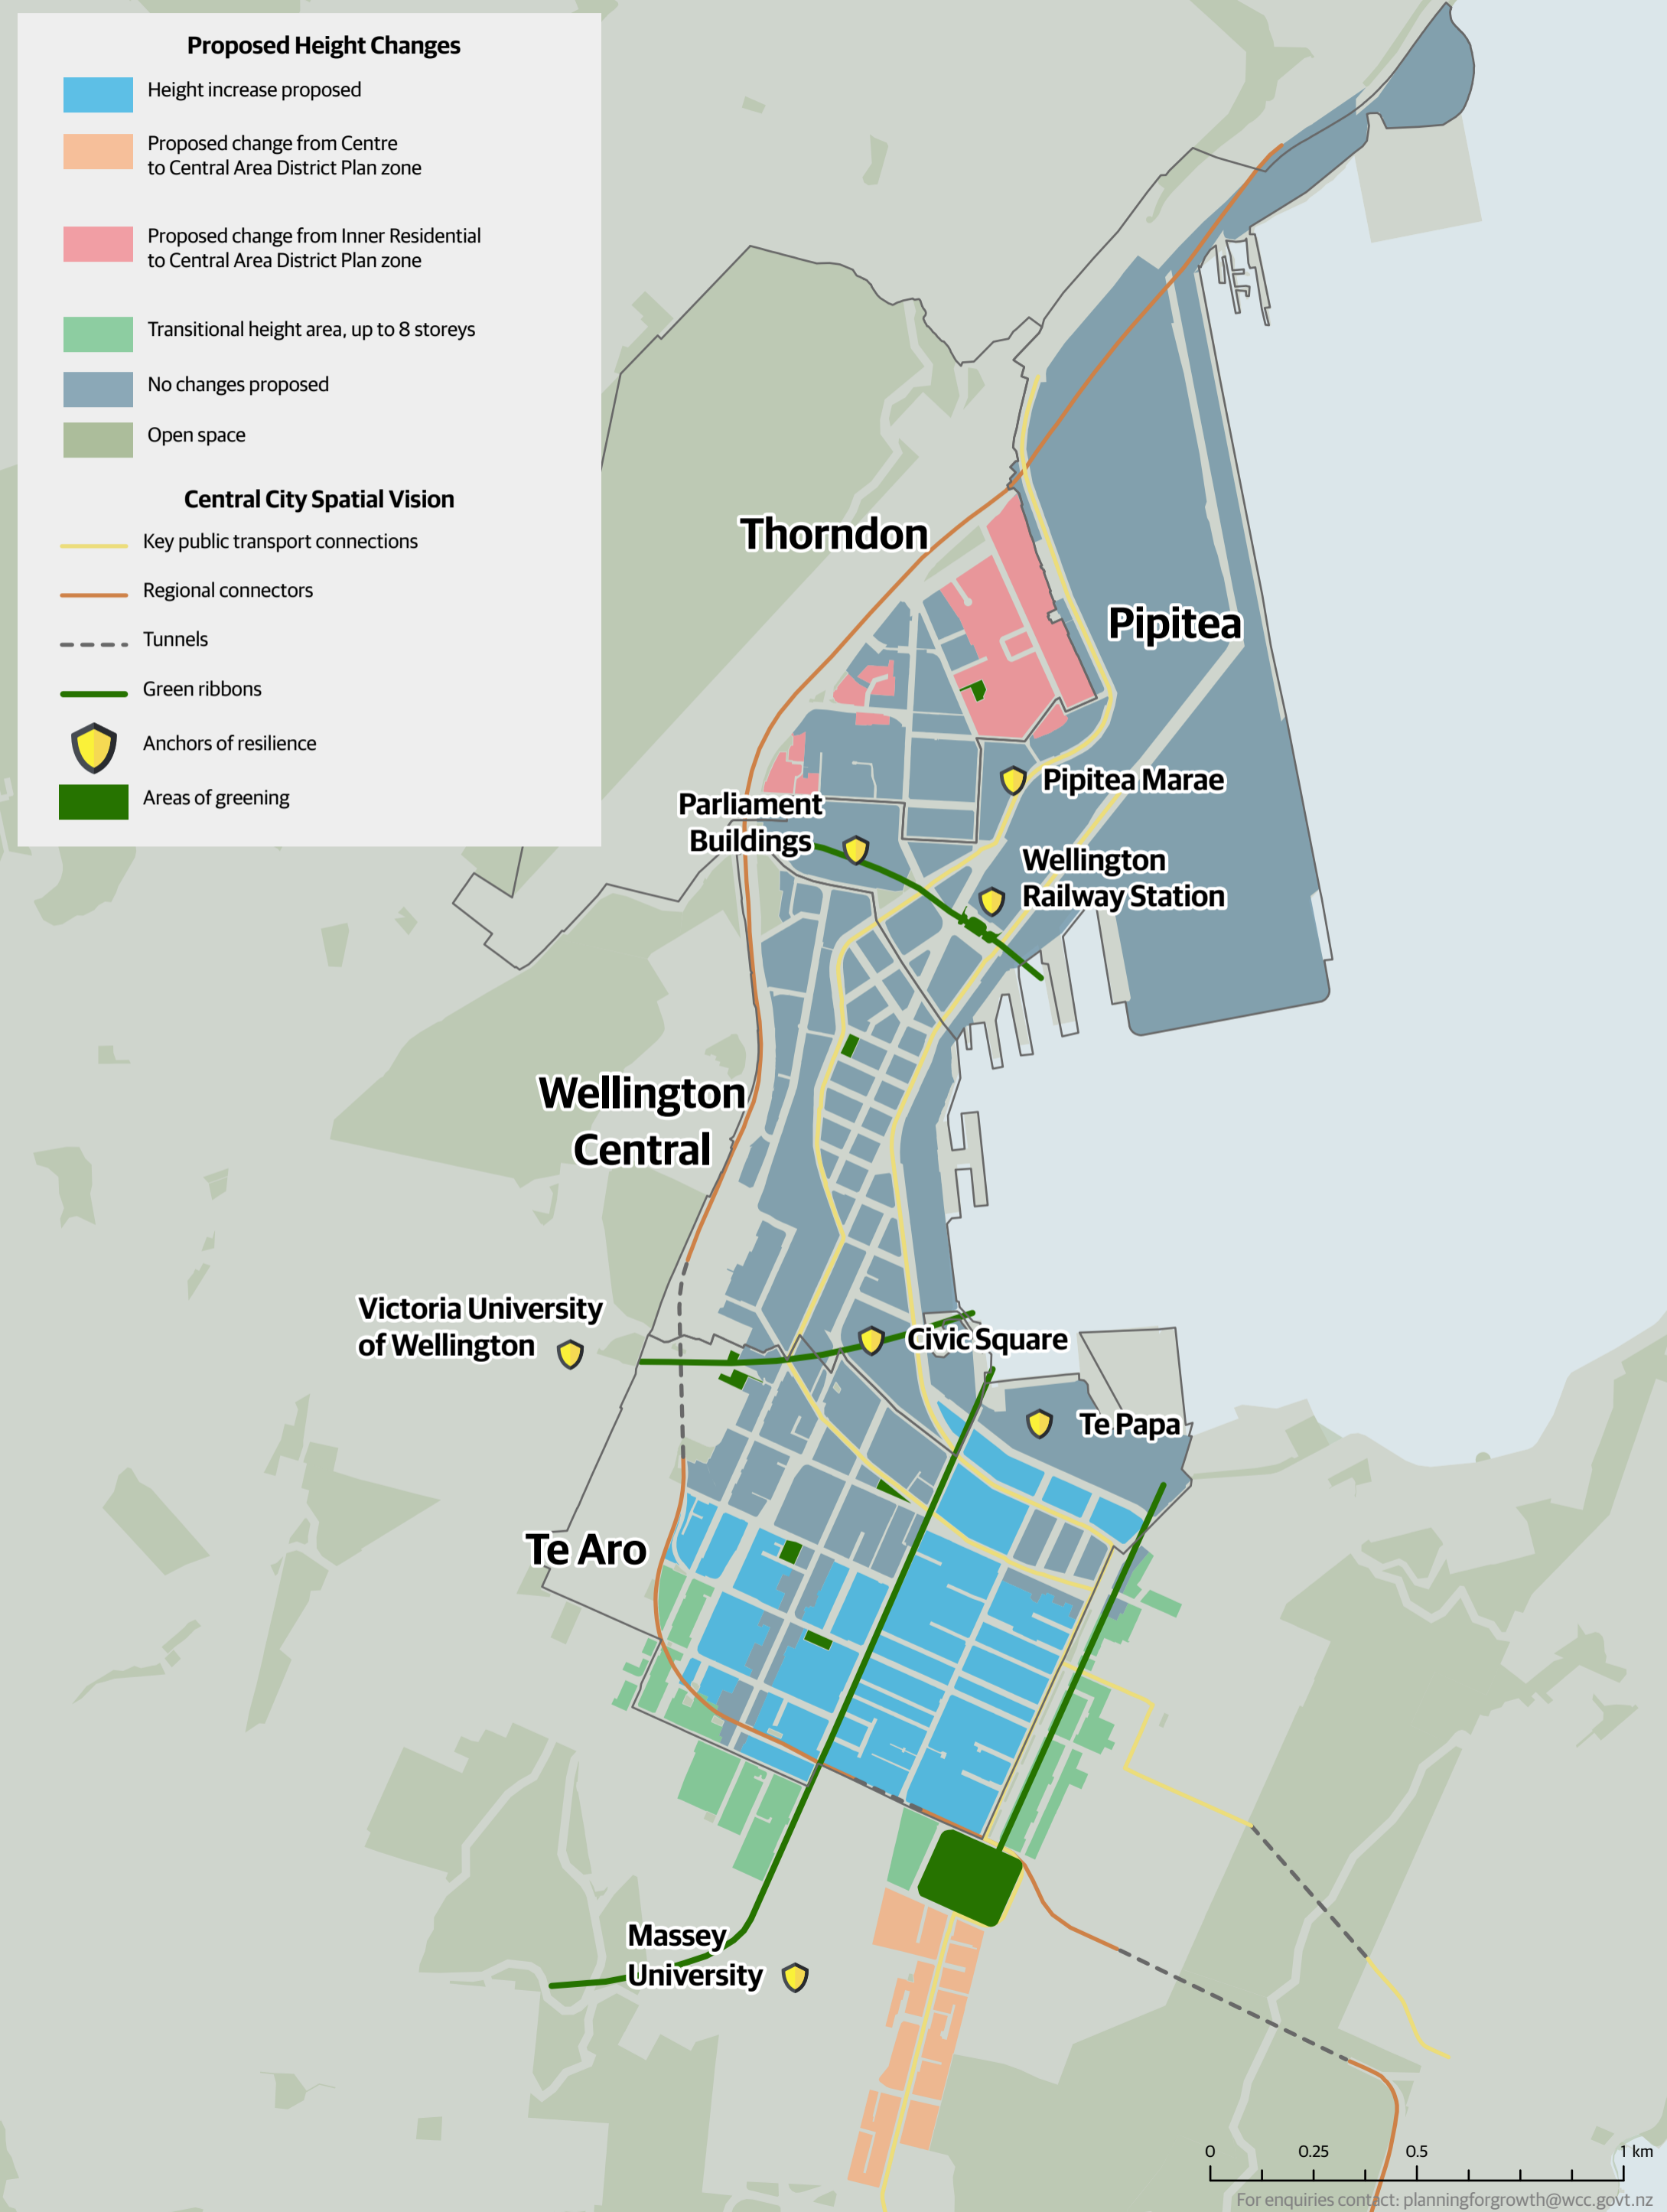 Proposed Height Changes
Height increase proposed
Proposed change from Centre
to Central Area District Plan zone
Proposed change from Inner Residential
to Central Area District Plan zone
Transitional height area, up to 8 storeys
No changes proposed
Open space
Central City Spatial Vision
Key public transport connections
Regional connectors
Tunnels
Green ribbons
Anchors of resilience
Areas of greening
Thorndon
Pipitea
Pipitea Marae
Parliament
Buildings
Wellington
Railway Station
Wellington
Central
Victoria University
of Wellington
Civic Square
Te Papa
Te Aro
Massey
University
0 0.25 0.5 1 km
For enquiries contact: planningforgrowth@wcc.govt.nz